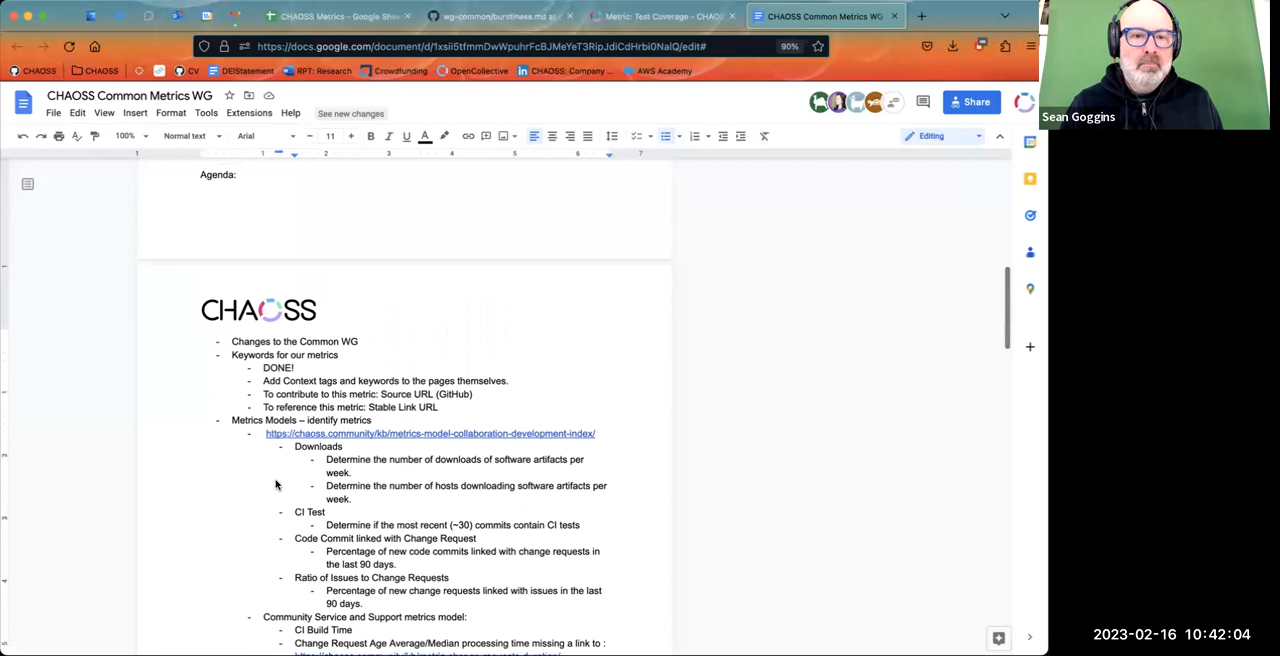 CHAOSS Metrics – Google Shee
wg-common/burstiness.md at
Metric: Test Coverage – CHAO
CHAOSS Common Metrics WG
https://docs.google.com/document/d/1xsii5tfmmDwWpuhrFcBJMeYeT3RipJdiCdHrbi0NalQ/edit#
90%
CHAOSS
CHAOSS
CV
DEIStatement
RPT: Research
Crowdfunding
OpenCollective
CHAOSS: Company ...
AWS Academy
CHAOSS Common Metrics WG
File Edit View Insert Format Tools Extensions Help
See new changes
Share
100% Normal text Arial 11
Editing
Agenda:
CHAOSS
- Changes to the Common WG
- Keywords for our metrics
- DONE!
- Add Context tags and keywords to the pages themselves.
- To contribute to this metric: Source URL (GitHub)
- To reference this metric: Stable Link URL
- Metrics Models – identify metrics
- https://chaoss.community/kb/metrics-model-collaboration-development-index/
- Downloads
- Determine the number of downloads of software artifacts per
week.
- Determine the number of hosts downloading software artifacts per
week.
- CI Test
- Determine if the most recent (~30) commits contain CI tests
- Code Commit linked with Change Request
- Percentage of new code commits linked with change requests in
the last 90 days.
- Ratio of Issues to Change Requests
- Percentage of new change requests linked with issues in the last
90 days.
- Community Service and Support metrics model:
- CI Build Time
- Change Request Age Average/Median processing time missing a link to :
https://chaoss.community/kb/metric-change-requests-duration/
Sean Goggins
2023-02-16 10:42:04